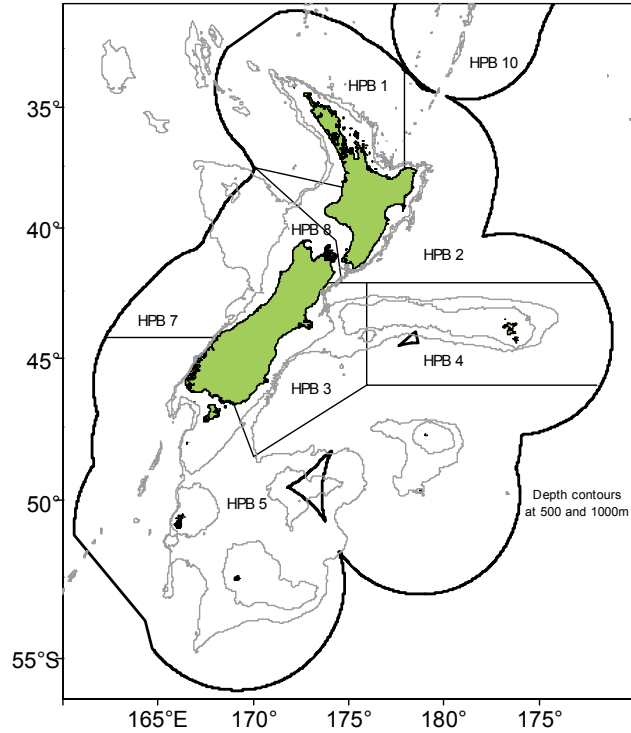 HPB 10
HPB 1
35°
HPB 8
40°
HPB 2
HPB 7
45°
HPB 4
HPB 3
50°
HPB 5
Depth contours
at 500 and 1000m
55°S
165°E 170° 175° 180° 175°